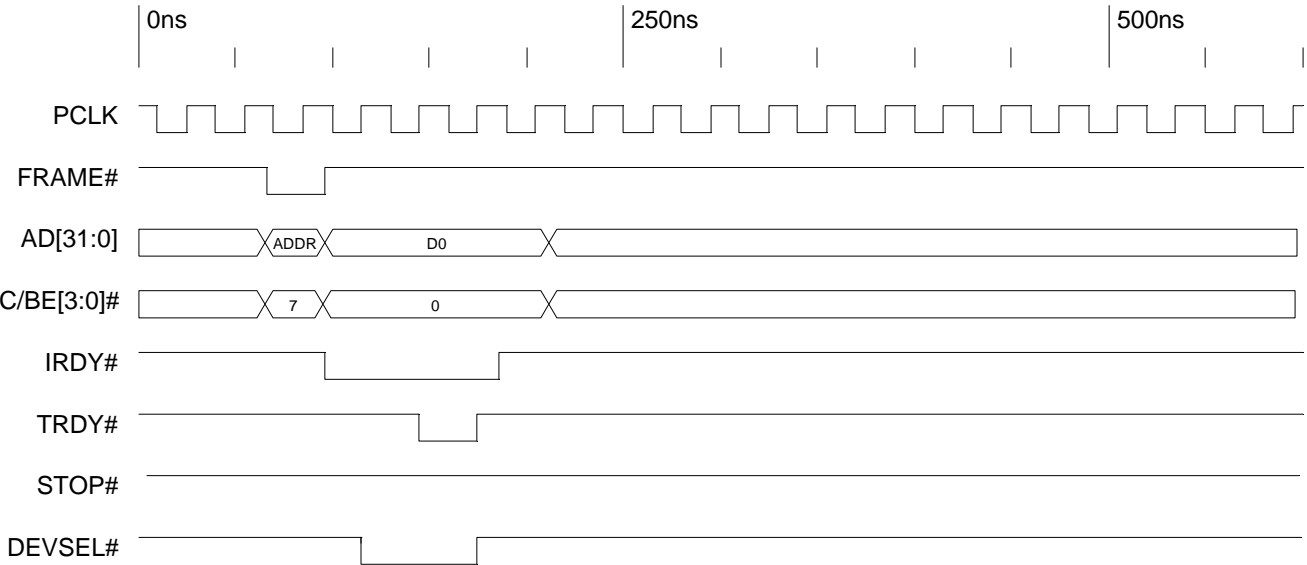 0ns 250ns 500ns
PCLK
FRAME#
AD[31:0] ADDR D0
C/BE[3:0]# 7 0
IRDY#
TRDY#
STOP#
DEVSEL#